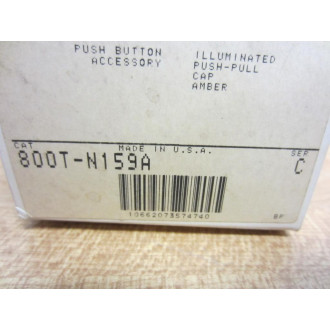 PUSH BUTTON
ACCESSORY
ILLUMINATED
PUSH-PULL
CAP
AMBER
CAT
MADE IN U.S.A.
SER
800T-N159A
C
10662073574740